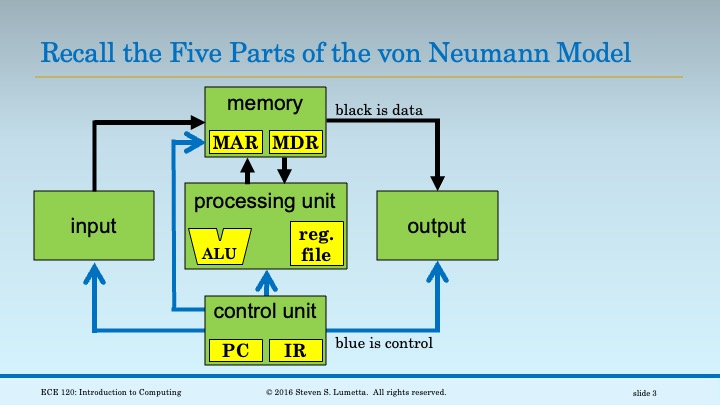 Recall the Five Parts of the von Neumann Model
memory
black is data
MAR MDR
processing unit
input
output
reg.
file
ALU
control unit
blue is control
PC IR
ECE 120: Introduction to Computing © 2016 Steven S. Lumetta. All rights reserved. slide 3